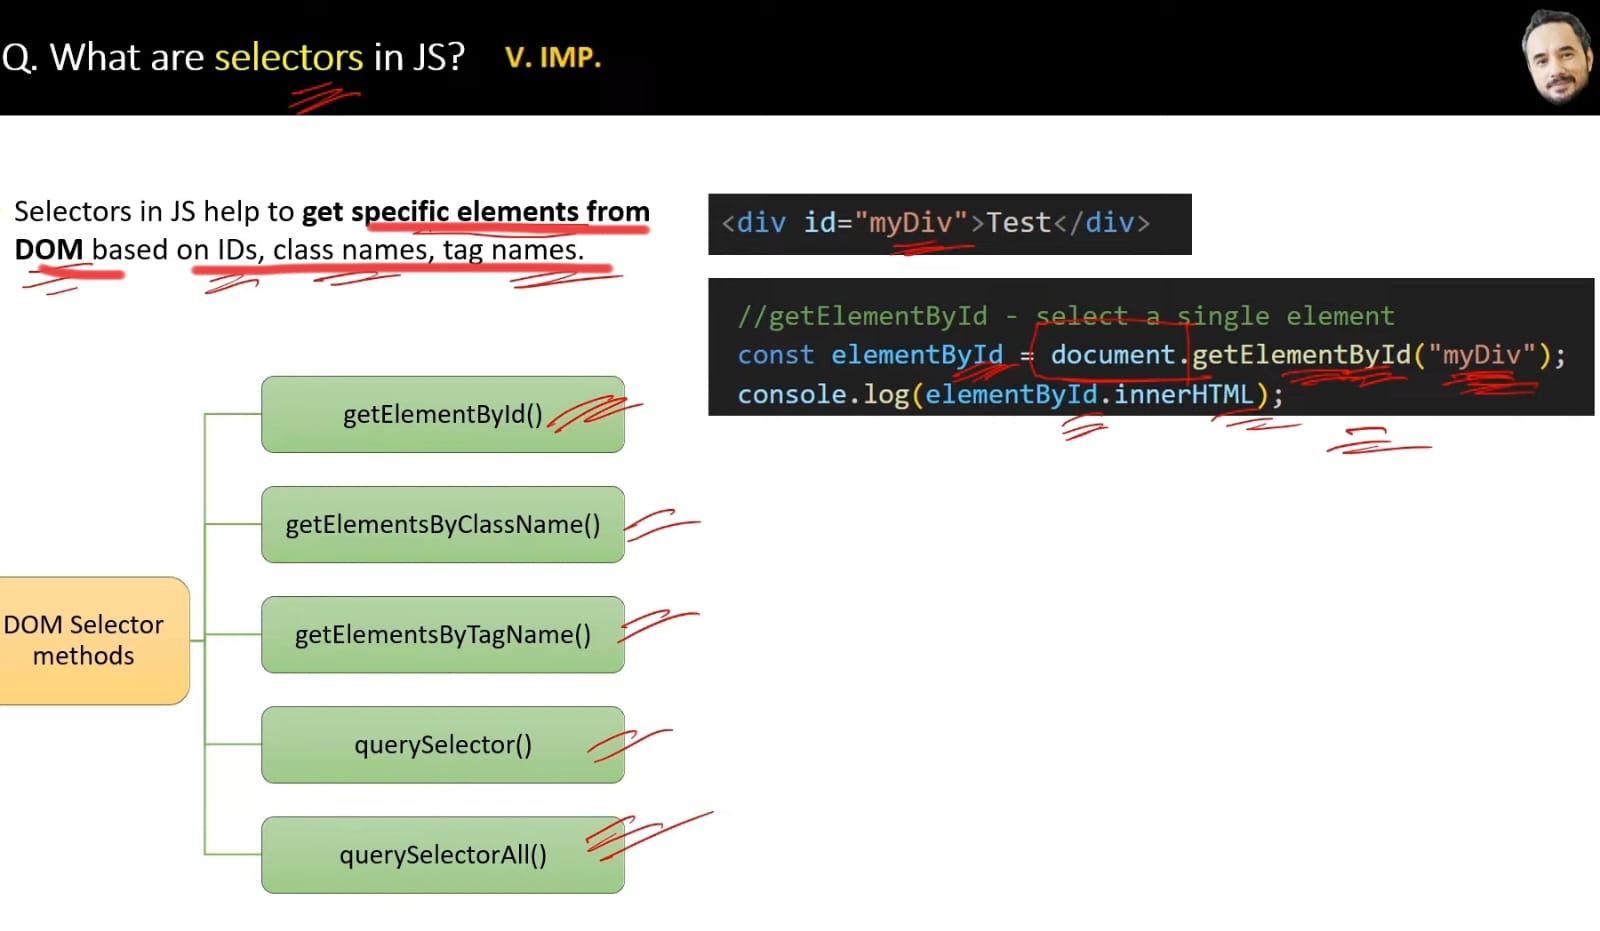 Q. What are selectors in JS? V. IMP.
Selectors in JS help to get specific elements from
DOM based on IDs, class names, tag names.
<div id="myDiv">Test</div>
//getElementById - select a single element
const elementById = document.getElementById("myDiv");
console.log(elementById.innerHTML);
DOM Selector
methods
getElementById()
getElementsByClassName()
getElementsByTagName()
querySelector()
querySelectorAll()